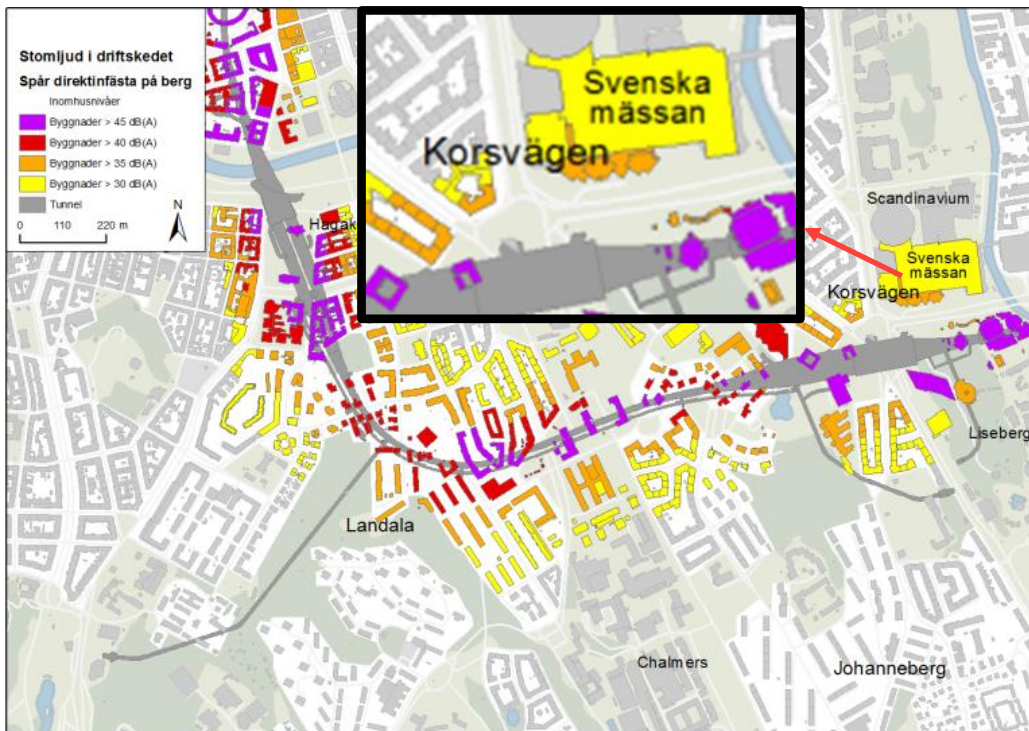 Stomljud i driftskedet
Spår direktinfästa på berg
Inomhusnivåer
Byggnader > 45 dB(A)
Byggnader > 40 dB(A)
Byggnader > 35 dB(A)
Byggnader > 30 dB(A)
Tunnel
N
0 110 220 m
Svenska
mässan
Korsvägen
Hagak
Scandinavium
Svenska
mässan
Korsvägen
Liseberg
Landala
Chalmers
Johanneberg